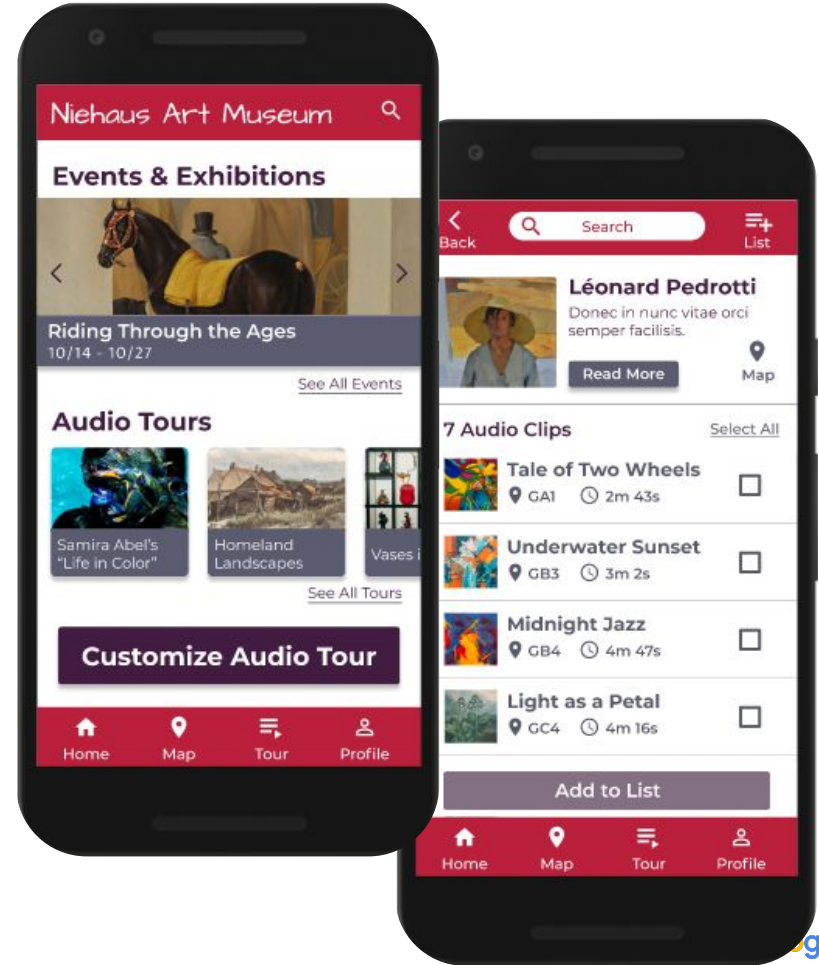 Niehaus Art Museum
Events & Exhibitions
Riding Through the Ages
10/14 - 10/27
See All Events
Audio Tours
Samira Abel's
"Life in Color"
Homeland
Landscapes
Vases i
See All Tours
Customize Audio Tour
Home Map Tour Profile
Back
Search
List
Léonard Pedrotti
Donec in nunc vitae orci
semper facilisis.
Read More
Map
7 Audio Clips
Select All
Tale of Two Wheels
GA1 2m 43s
Underwater Sunset
GB3 3m 2s
Midnight Jazz
GB4 4m 47s
Light as a Petal
GC4 4m 16s
Add to List
Home Map Tour Profile